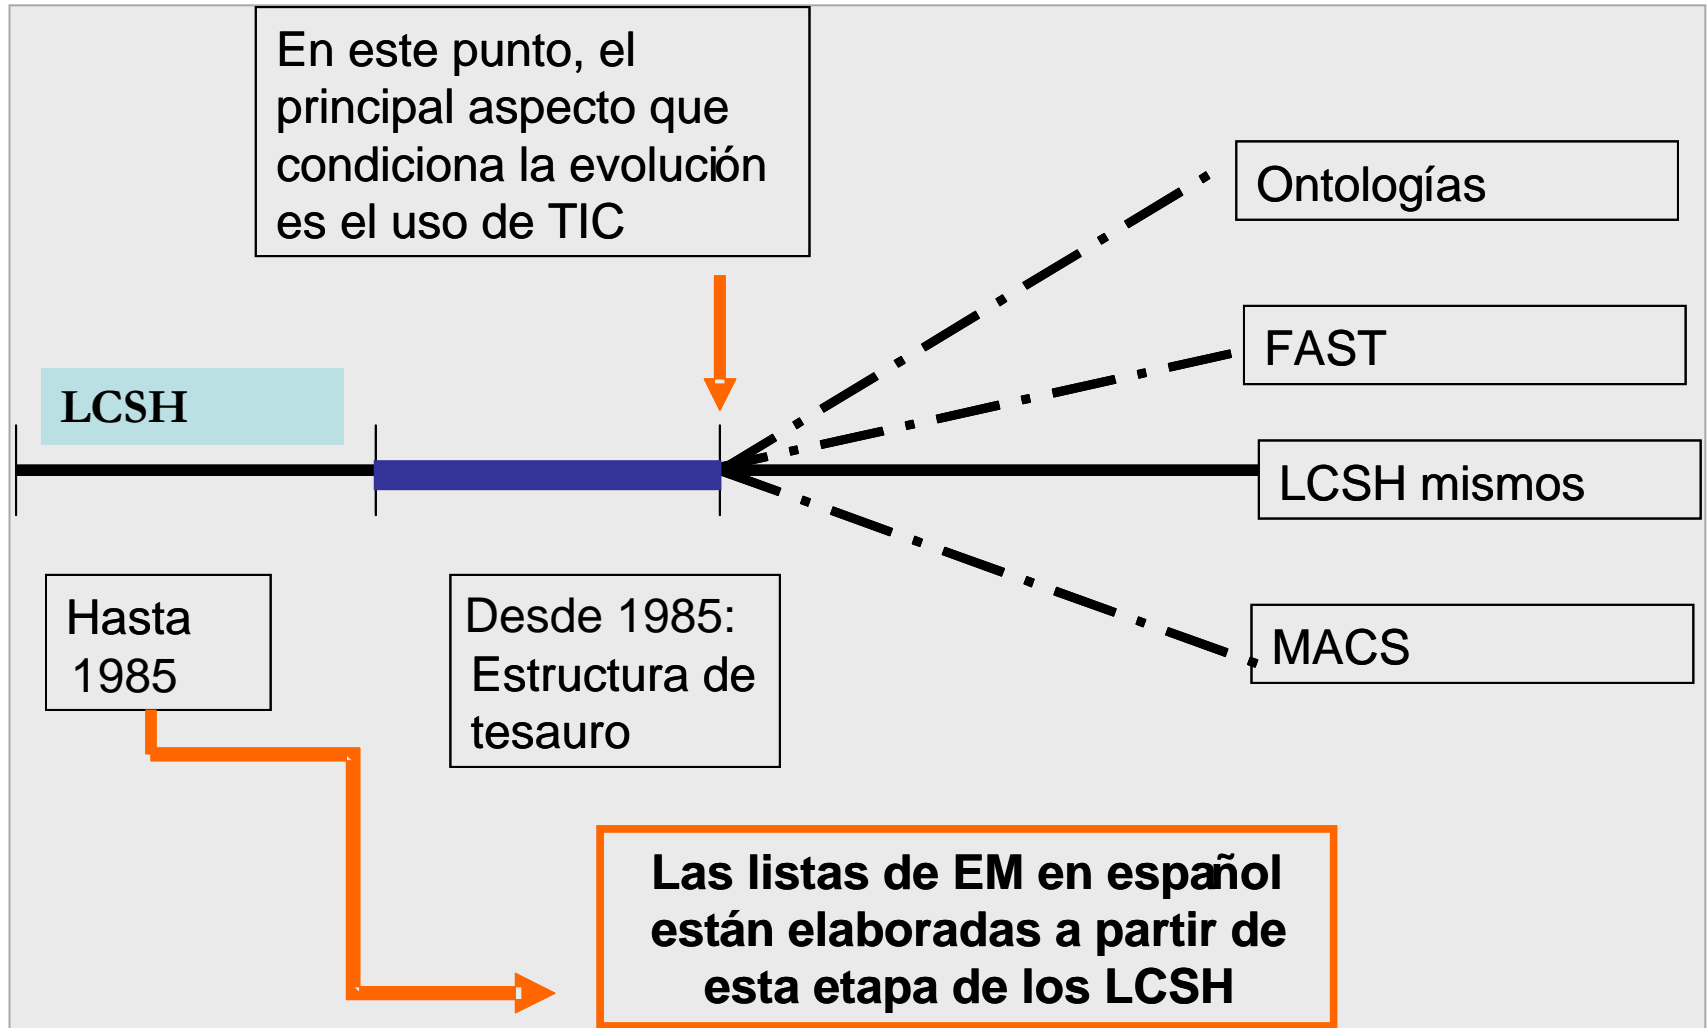 En este punto, el
principal aspecto que
condiciona la evolución
es el uso de TIC
Ontologías
FAST
LCSH
LCSH mismos
Hasta
1985
Desde 1985:
Estructura de
tesauro
MACS
Las listas de EM en español
están elaboradas a partir de
esta etapa de los LCSH